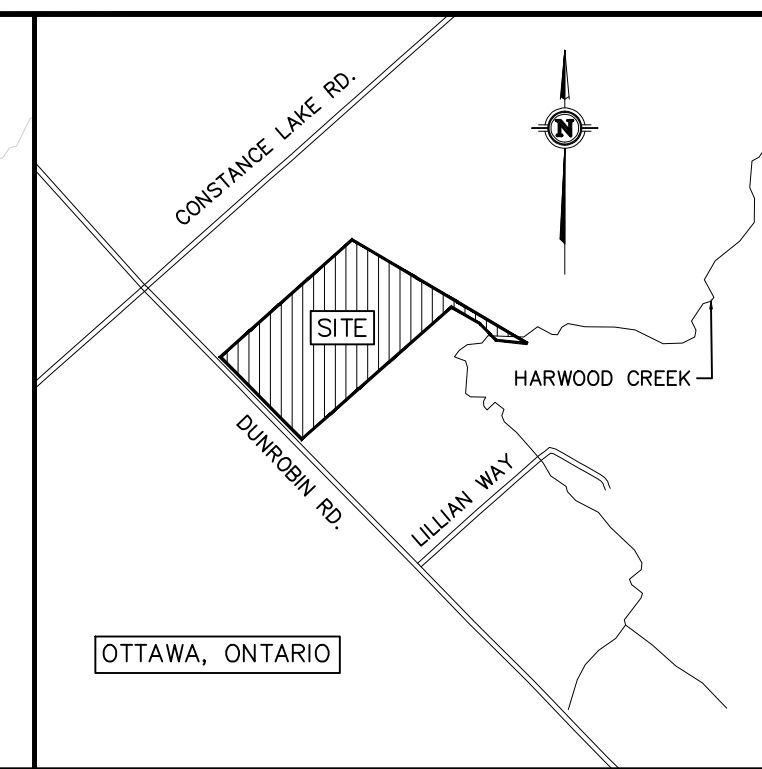 CONSTANCE LAKE RD.
N
SITE
HARWOOD CREEK
DUNROBIN RD.
LILLIAN WAY
OTTAWA, ONTARIO